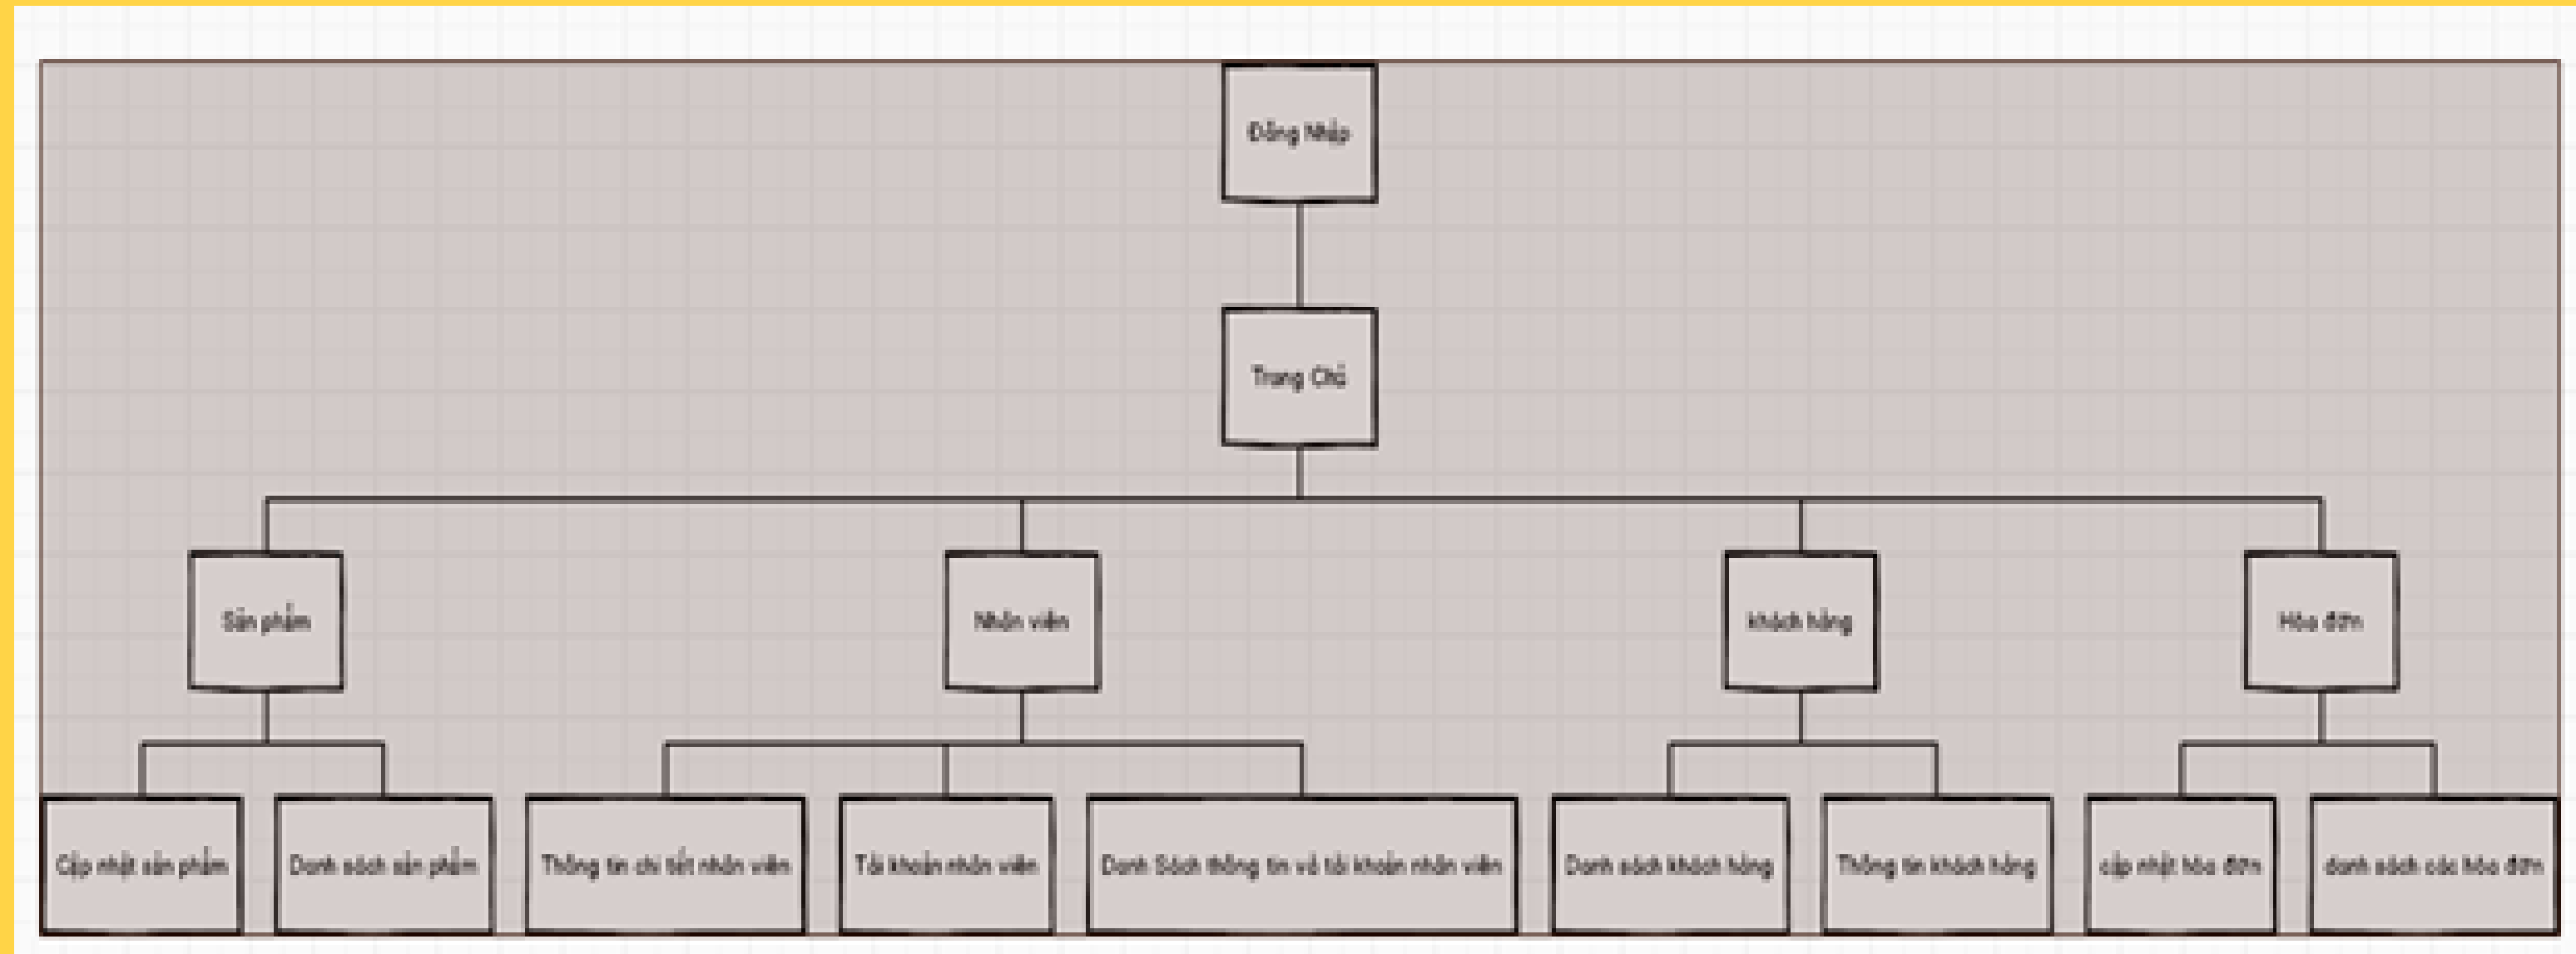 Đăng Nhập
Trang Chủ
Sản phẩm
Nhân viên
khách hàng
Hóa đơn
Cập nhật sản phẩm
Danh sách sản phẩm
Thông tin chi tiết nhân viên
Tài khoản nhân viên
Danh Sách thông tin và tài khoản nhân viên
Danh sách khách hàng
Thông tin khách hàng
cập nhật hóa đơn
danh sách các hóa đơn